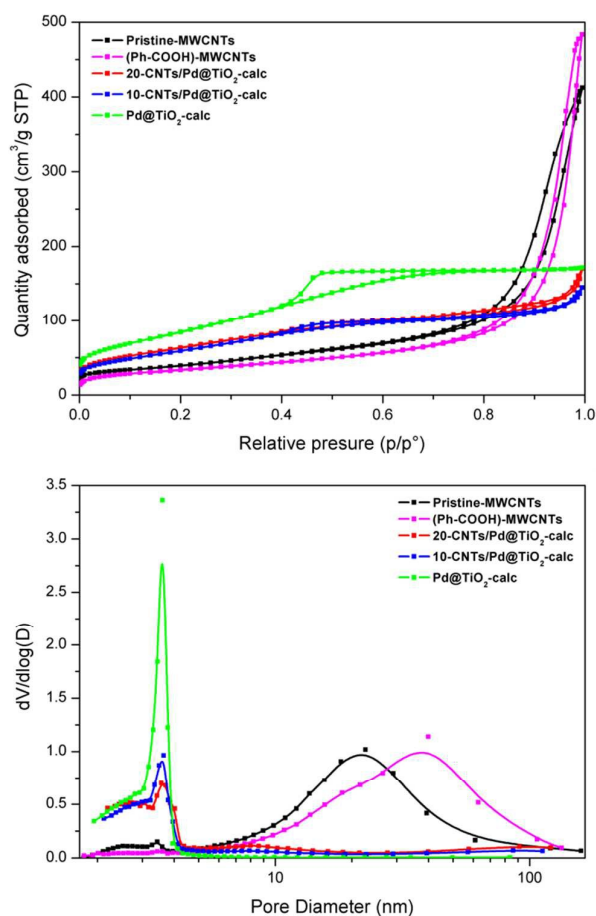 500
400
300
200
100
0
Quantity adsorbed (cm³/g STP)
Pristine-MWCNTs
(Ph-COOH)-MWCNTs
20-CNTs/Pd@TiO₂-calc
10-CNTs/Pd@TiO₂-calc
Pd@TiO₂-calc
0.0 0.2 0.4 0.6 0.8 1.0
Relative presure (p/p°)
3.5
3.0
2.5
2.0
1.5
1.0
0.5
0.0
dV/dlog(D)
Pristine-MWCNTs
(Ph-COOH)-MWCNTs
20-CNTs/Pd@TiO₂-calc
10-CNTs/Pd@TiO₂-calc
Pd@TiO₂-calc
10 100
Pore Diameter (nm)